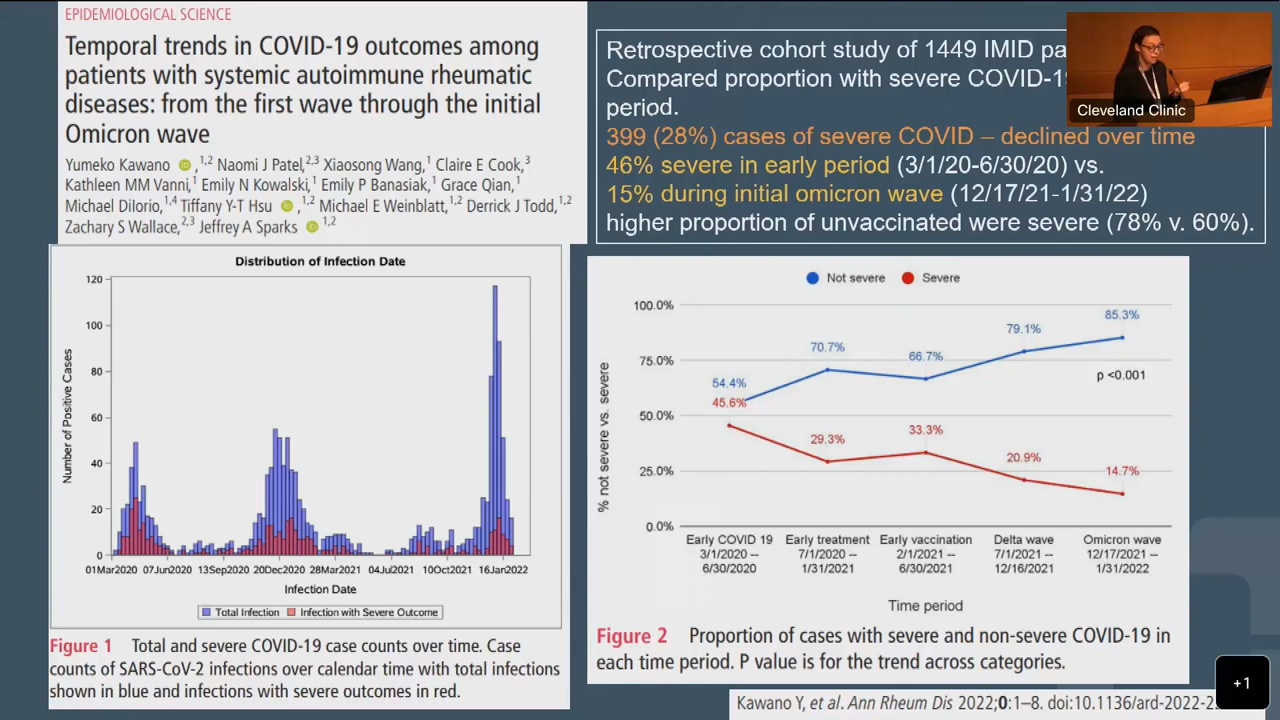 EPIDEMIOLOGICAL SCIENCE
Temporal trends in COVID-19 outcomes among
patients with systemic autoimmune rheumatic
diseases: from the first wave through the initial
Omicron wave
Yumeko Kawano 1,2 Naomi J Patel,2,3 Xiaosong Wang,1 Claire E Cook,3
Kathleen MM Vanni,1 Emily N Kowalski,1 Emily P Banasiak,1 Grace Qian,1
Michael DiIorio,1,4 Tiffany Y-T Hsu 1,2 Michael E Weinblatt,1,2 Derrick J Todd,1,2
Zachary S Wallace,2,3 Jeffrey A Sparks 1,2
Retrospective cohort study of 1449 IMID
Compared proportion with severe COVID-19
period.
399 (28%) cases of severe COVID – declined over time
46% severe in early period (3/1/20-6/30/20) vs.
15% during initial omicron wave (12/17/21-1/31/22)
higher proportion of unvaccinated were severe (78% v. 60%).
Cleveland Clinic
Distribution of Infection Date
Number of Positive Cases
120
100
80
60
40
20
0
01Mar2020 07Jun2020 13Sep2020 20Dec2020 28Mar2021 04Jul2021 10Oct2021 16Jan2022
Infection Date
Total Infection Infection with Severe Outcome
Figure 1 Total and severe COVID-19 case counts over time. Case
counts of SARS-CoV-2 infections over calendar time with total infections
shown in blue and infections with severe outcomes in red.
Not severe Severe
% not severe vs. severe
100.0%
75.0%
50.0%
25.0%
0.0%
54.4% 70.7% 66.7% 79.1% 85.3%
p <0.001
45.6% 29.3% 33.3% 20.9% 14.7%
Early COVID 19 Early treatment Early vaccination Delta wave Omicron wave
3/1/2020 -- 7/1/2020 -- 2/1/2021 -- 7/1/2021 -- 12/17/2021 --
6/30/2020 1/31/2021 6/30/2021 12/16/2021 1/31/2022
Time period
Figure 2 Proportion of cases with severe and non-severe COVID-19 in
each time period. P value is for the trend across categories.
Kawano Y, et al. Ann Rheum Dis 2022;0:1–8. doi:10.1136/ard-2022-2
+1